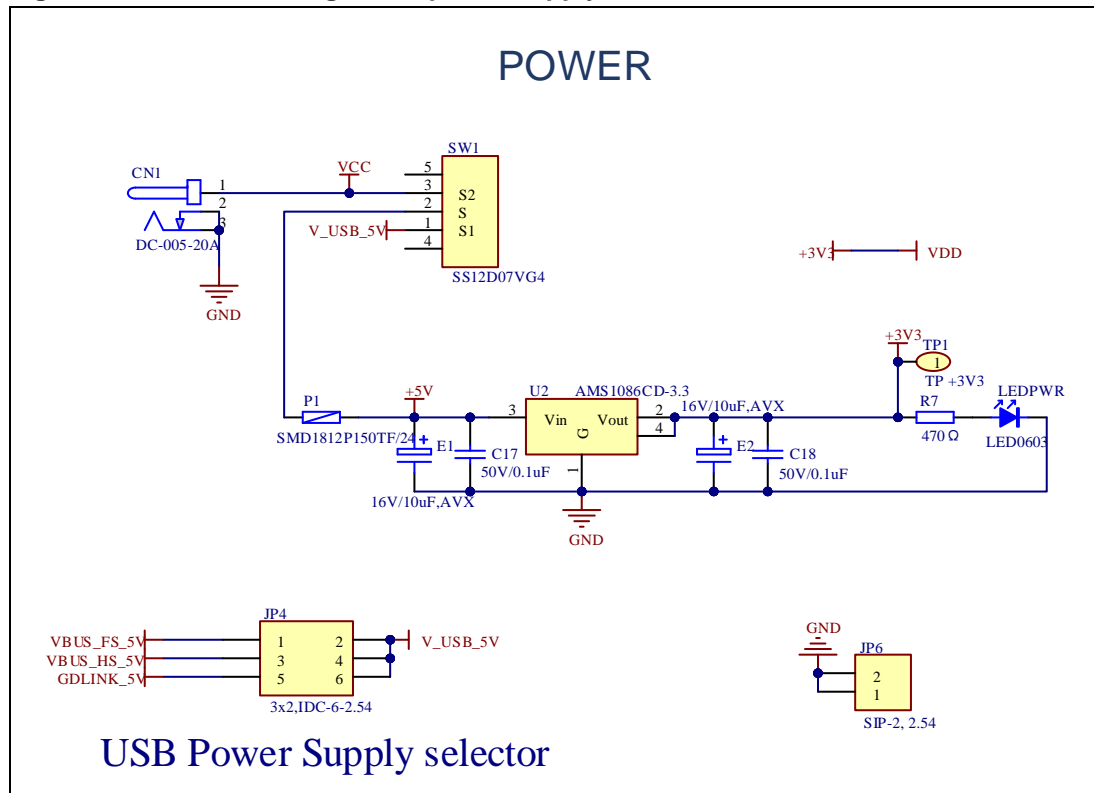 POWER
SW1
CN1
VCC
5
1
3
S2
2
2
S
3
V_USB_5V
1
S1
DC-005-20A
4
+3V3
VDD
SS12D07VG4
GND
+3V3
TP1
1
P1
+5V
U2
AMS1086CD-3.3
TP +3V3
LEDPWR
16V/10uF,AVX
R7
3
Vin
Vout
2
4
G
SMD1812P150TF/24
E1
C17
50V/0.1uF
1
E2
C18
50V/0.1uF
470Ω
LED0603
16V/10uF,AVX
GND
JP4
VBUS_FS_5V
1
2
V_USB_5V
VBUS_HS_5V
3
4
GDLINK_5V
5
6
3x2,IDC-6-2.54
GND
JP6
2
1
SIP-2, 2.54
USB Power Supply selector